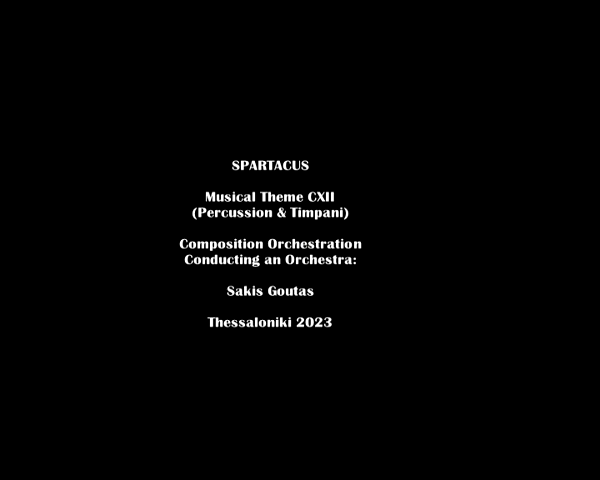 SPARTACUS
Musical Theme CXII
(Percussion & Timpani)
Composition Orchestration
Conducting an Orchestra:
Sakis Goutas
Thessaloniki 2023